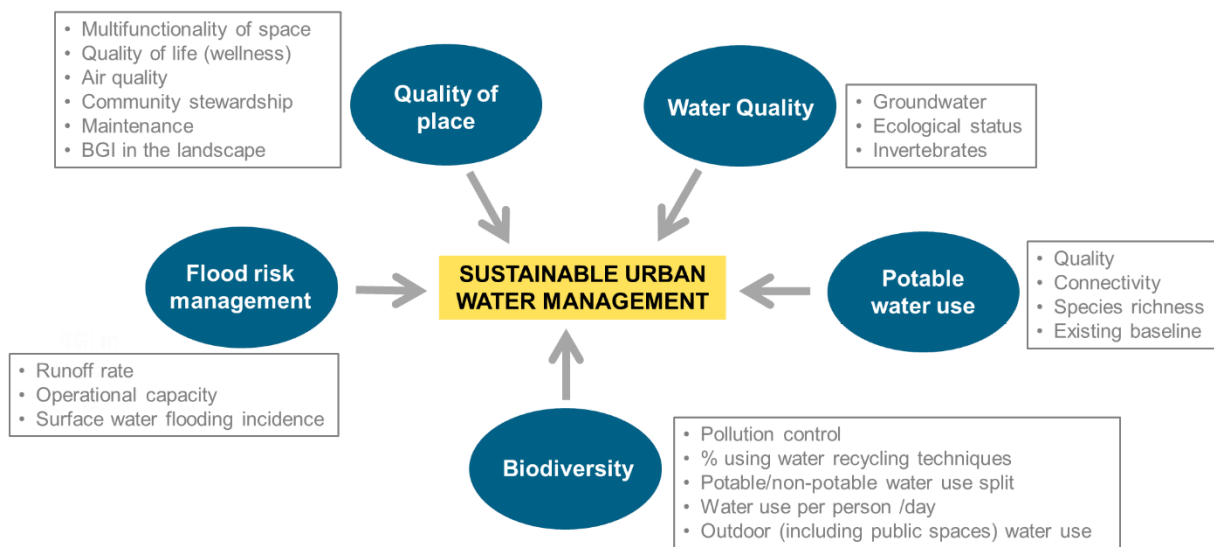 • Multifunctionality of space
• Quality of life (wellness)
• Air quality
• Community stewardship
• Maintenance
• BGI in the landscape
Quality of
place
Water Quality
• Groundwater
• Ecological status
• Invertebrates
Flood risk
management
SUSTAINABLE URBAN
WATER MANAGEMENT
Potable
water use
• Quality
• Connectivity
• Species richness
• Existing baseline
• Runoff rate
• Operational capacity
• Surface water flooding incidence
Biodiversity
• Pollution control
• % using water recycling techniques
• Potable/non-potable water use split
• Water use per person /day
• Outdoor (including public spaces) water use